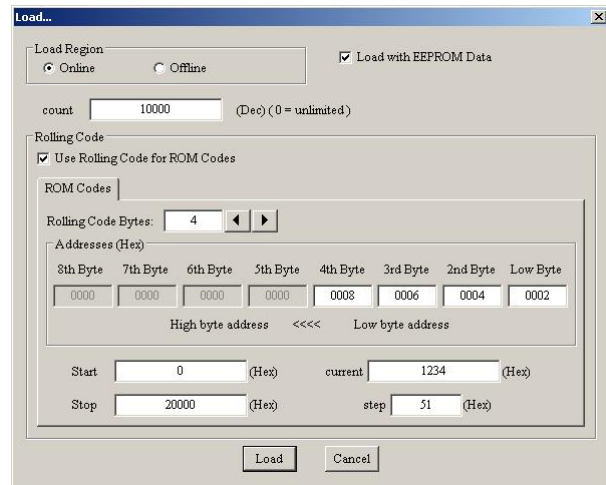 Load...
Load Region
Online Offline
Load with EEPROM Data
count 10000 (Dec) ( 0 = unlimited )
Rolling Code
Use Rolling Code for ROM Codes
ROM Codes
Rolling Code Bytes: 4
Addresses (Hex)
8th Byte 7th Byte 6th Byte 5th Byte 4th Byte 3rd Byte 2nd Byte Low Byte
0000 0000 0000 0000 0008 0006 0004 0002
High byte address <<<< Low byte address
Start 0 (Hex) current 1234 (Hex)
Stop 20000 (Hex) step 51 (Hex)
Load Cancel